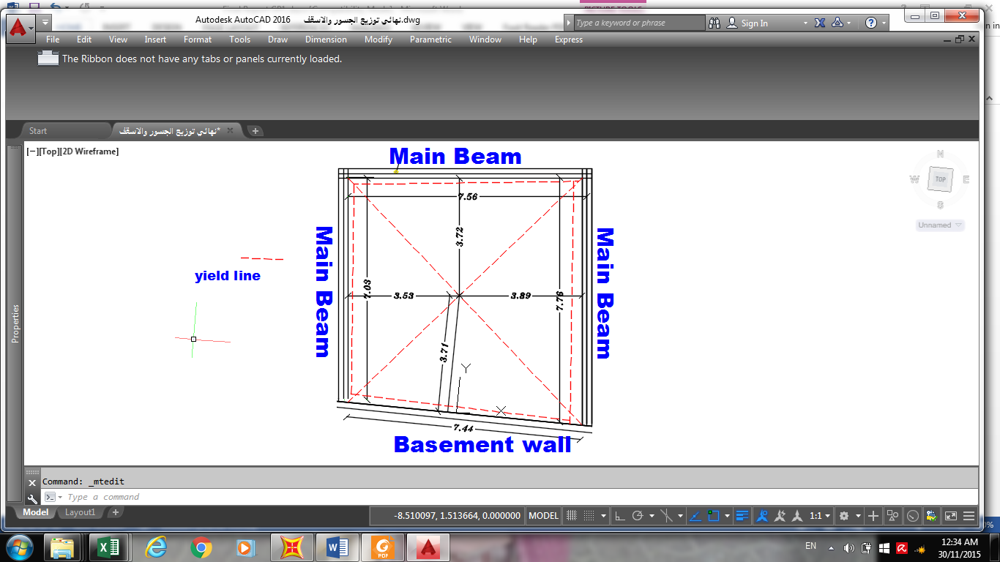 Autodesk AutoCAD 2016 نهائي توزيع الجسور والاسقف.dwg
Type a keyword or phrase
Sign In
File Edit View Insert Format Tools Draw Dimension Modify Parametric Window Help Express
The Ribbon does not have any tabs or panels currently loaded.
Start
نهائي توزيع الجسور والاسقف*
[−][Top][2D Wireframe]
Main Beam
N
W TOP E
S
Unnamed
7.56
3.72
Main Beam
Main Beam
yield line
7.03
3.53
3.89
7.76
3.71
Y
X
7.44
Basement wall
Properties
Command: _mtedit
Type a command
Model Layout1
-8.510097, 1.513664, 0.000000 MODEL 1:1
EN
12:34 AM
30/11/2015
PDF